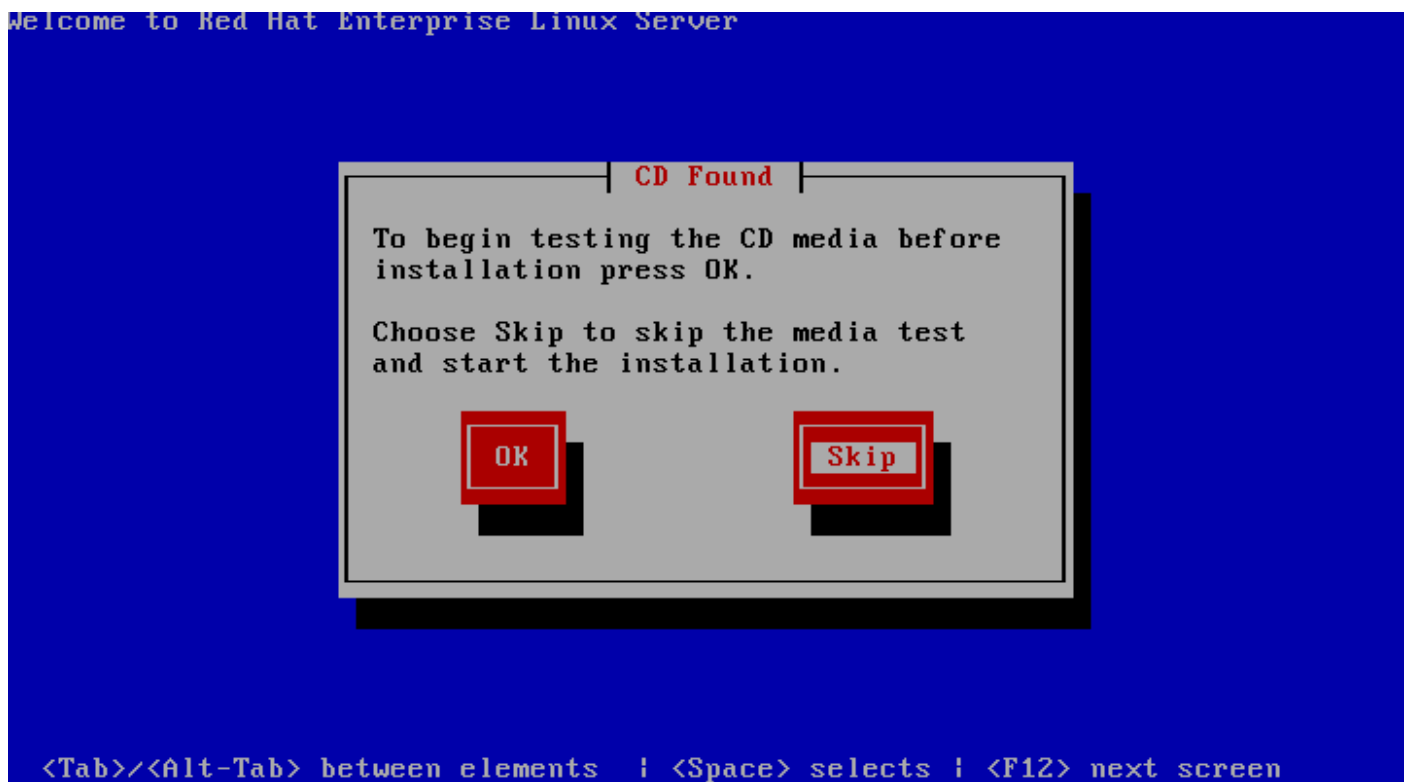 Welcome to Red Hat Enterprise Linux Server
CD Found
To begin testing the CD media before
installation press OK.
Choose Skip to skip the media test
and start the installation.
OK Skip
<Tab>/<Alt-Tab> between elements | <Space> selects | <F12> next screen